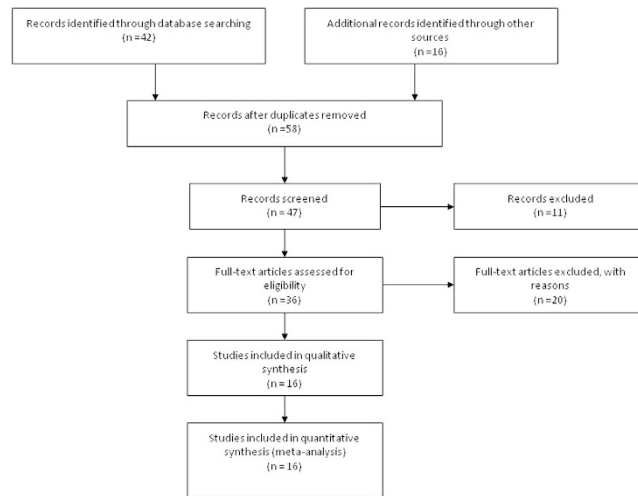 Records identified through database searching
(n =42)
Additional records identified through other
sources
(n =16)
Records after duplicates removed
(n =58)
Records screened
(n = 47)
Records excluded
(n =11)
Full-text articles assessed for
eligibility
(n =36)
Full-text articles excluded, with
reasons
(n =20)
Studies included in qualitative
synthesis
(n = 16)
Studies included in quantitative
synthesis (meta-analysis)
(n = 16)